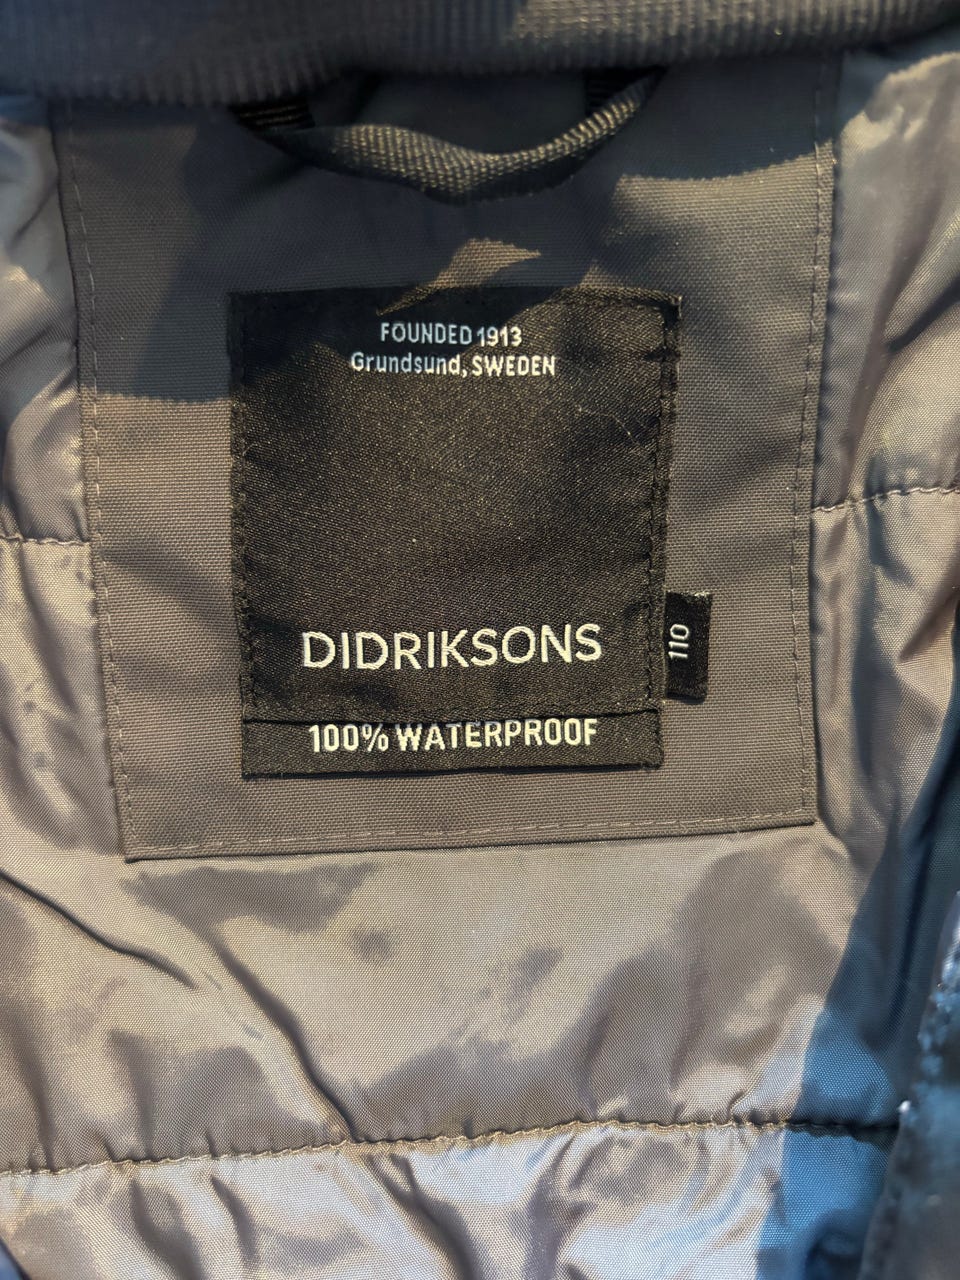 FOUNDED 1913
Grundsund, SWEDEN
DIDRIKSONS
110
100% WATERPROOF